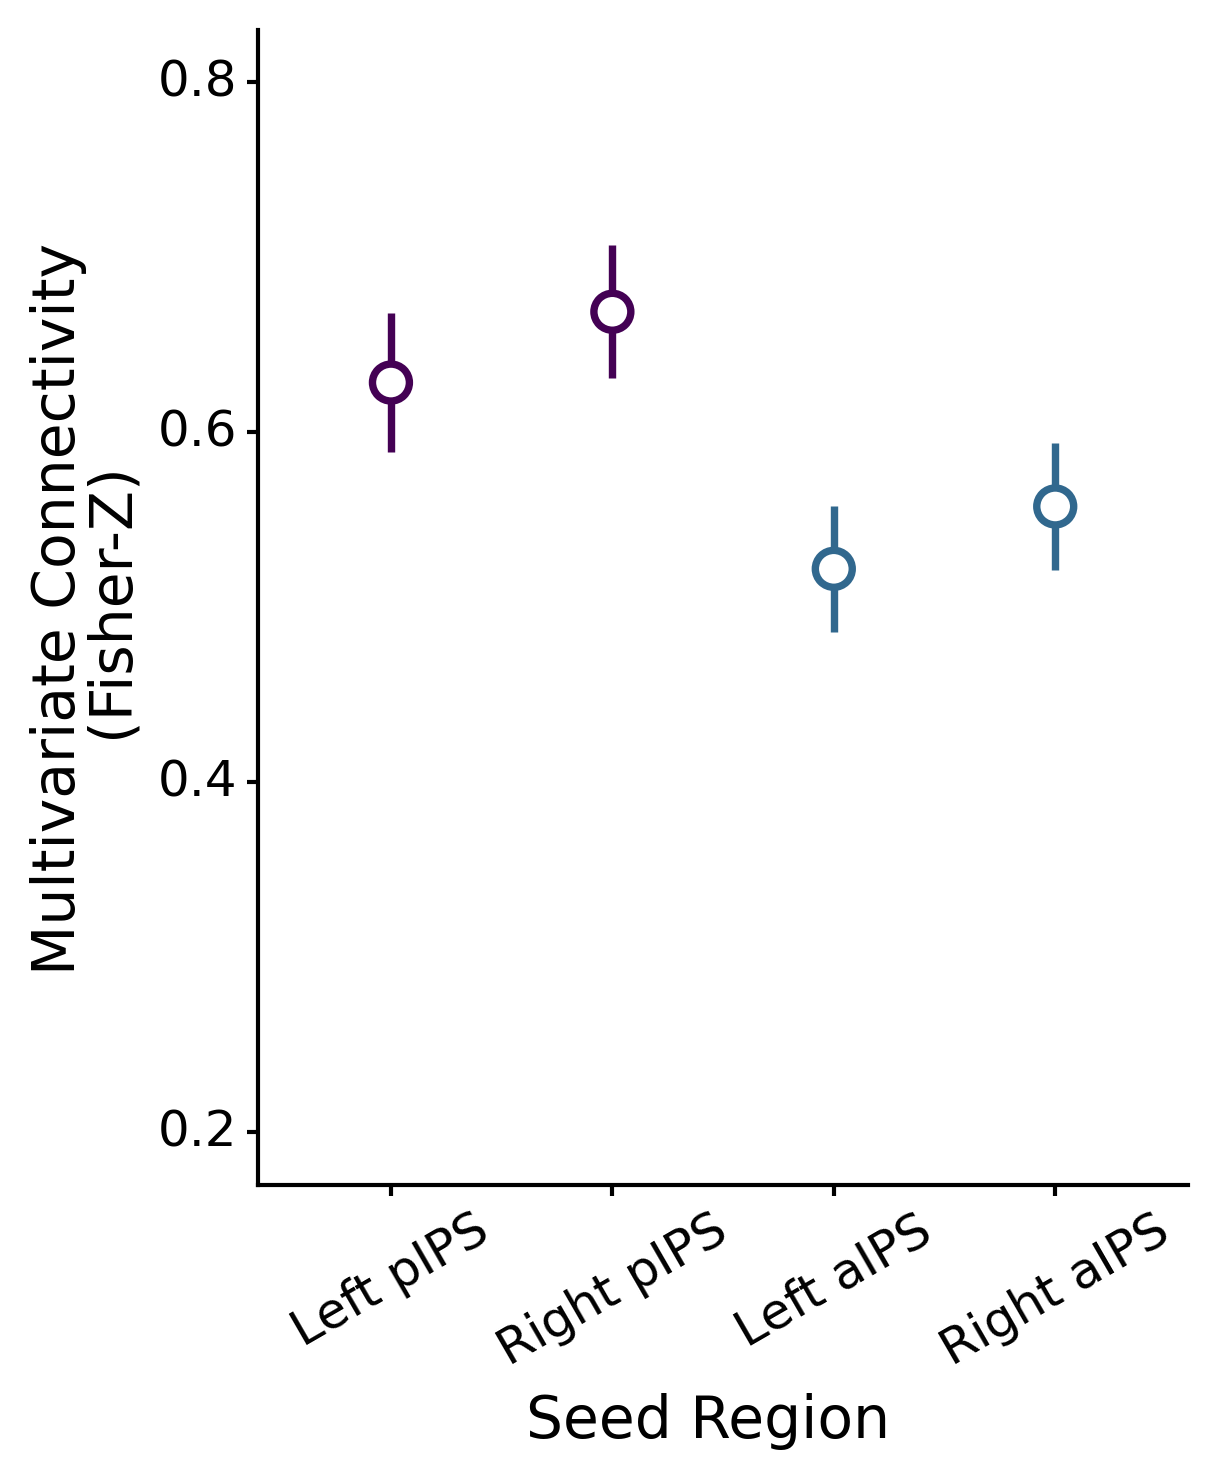 Multivariate Connectivity
(Fisher-Z)
0.8
0.6
0.4
0.2
Left pIPS
Right pIPS
Left aIPS
Right aIPS
Seed Region